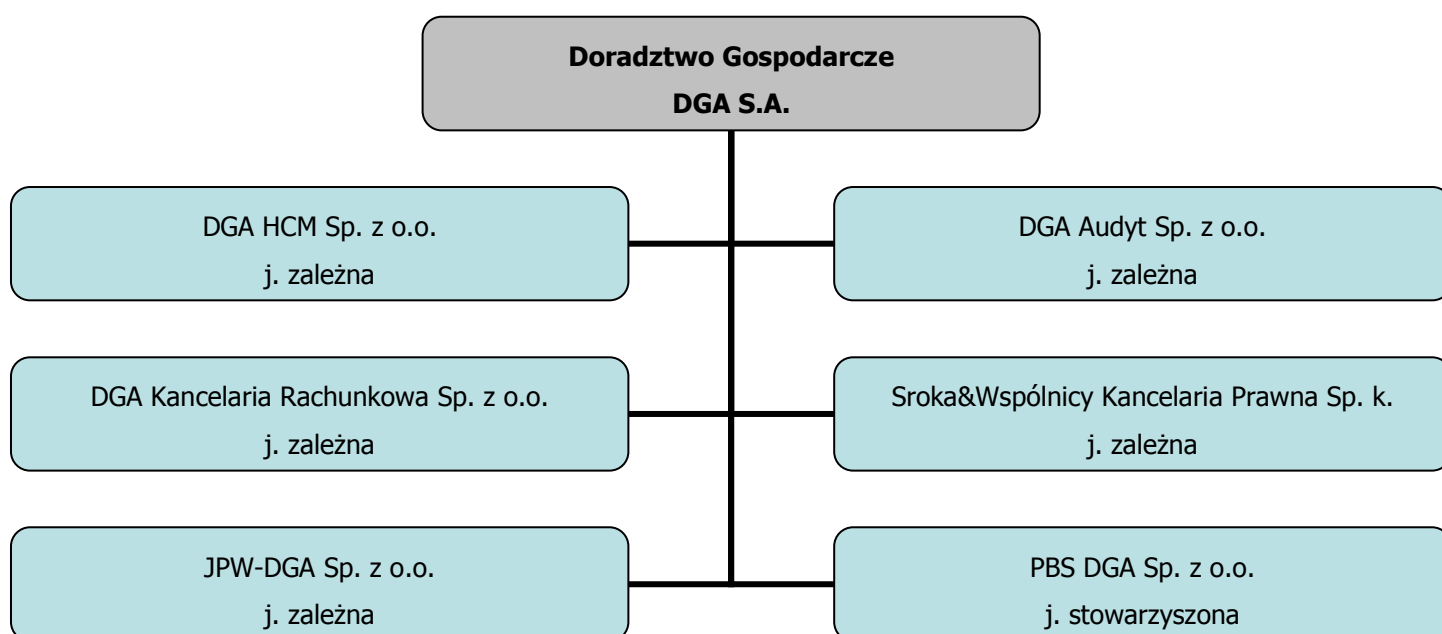 Doradztwo Gospodarcze
DGA S.A.
DGA HCM Sp. z o.o.
j. zależna
DGA Audyt Sp. z o.o.
j. zależna
DGA Kancelaria Rachunkowa Sp. z o.o.
j. zależna
Sroka&Wspólnicy Kancelaria Prawna Sp. k.
j. zależna
JPW-DGA Sp. z o.o.
j. zależna
PBS DGA Sp. z o.o.
j. stowarzyszona